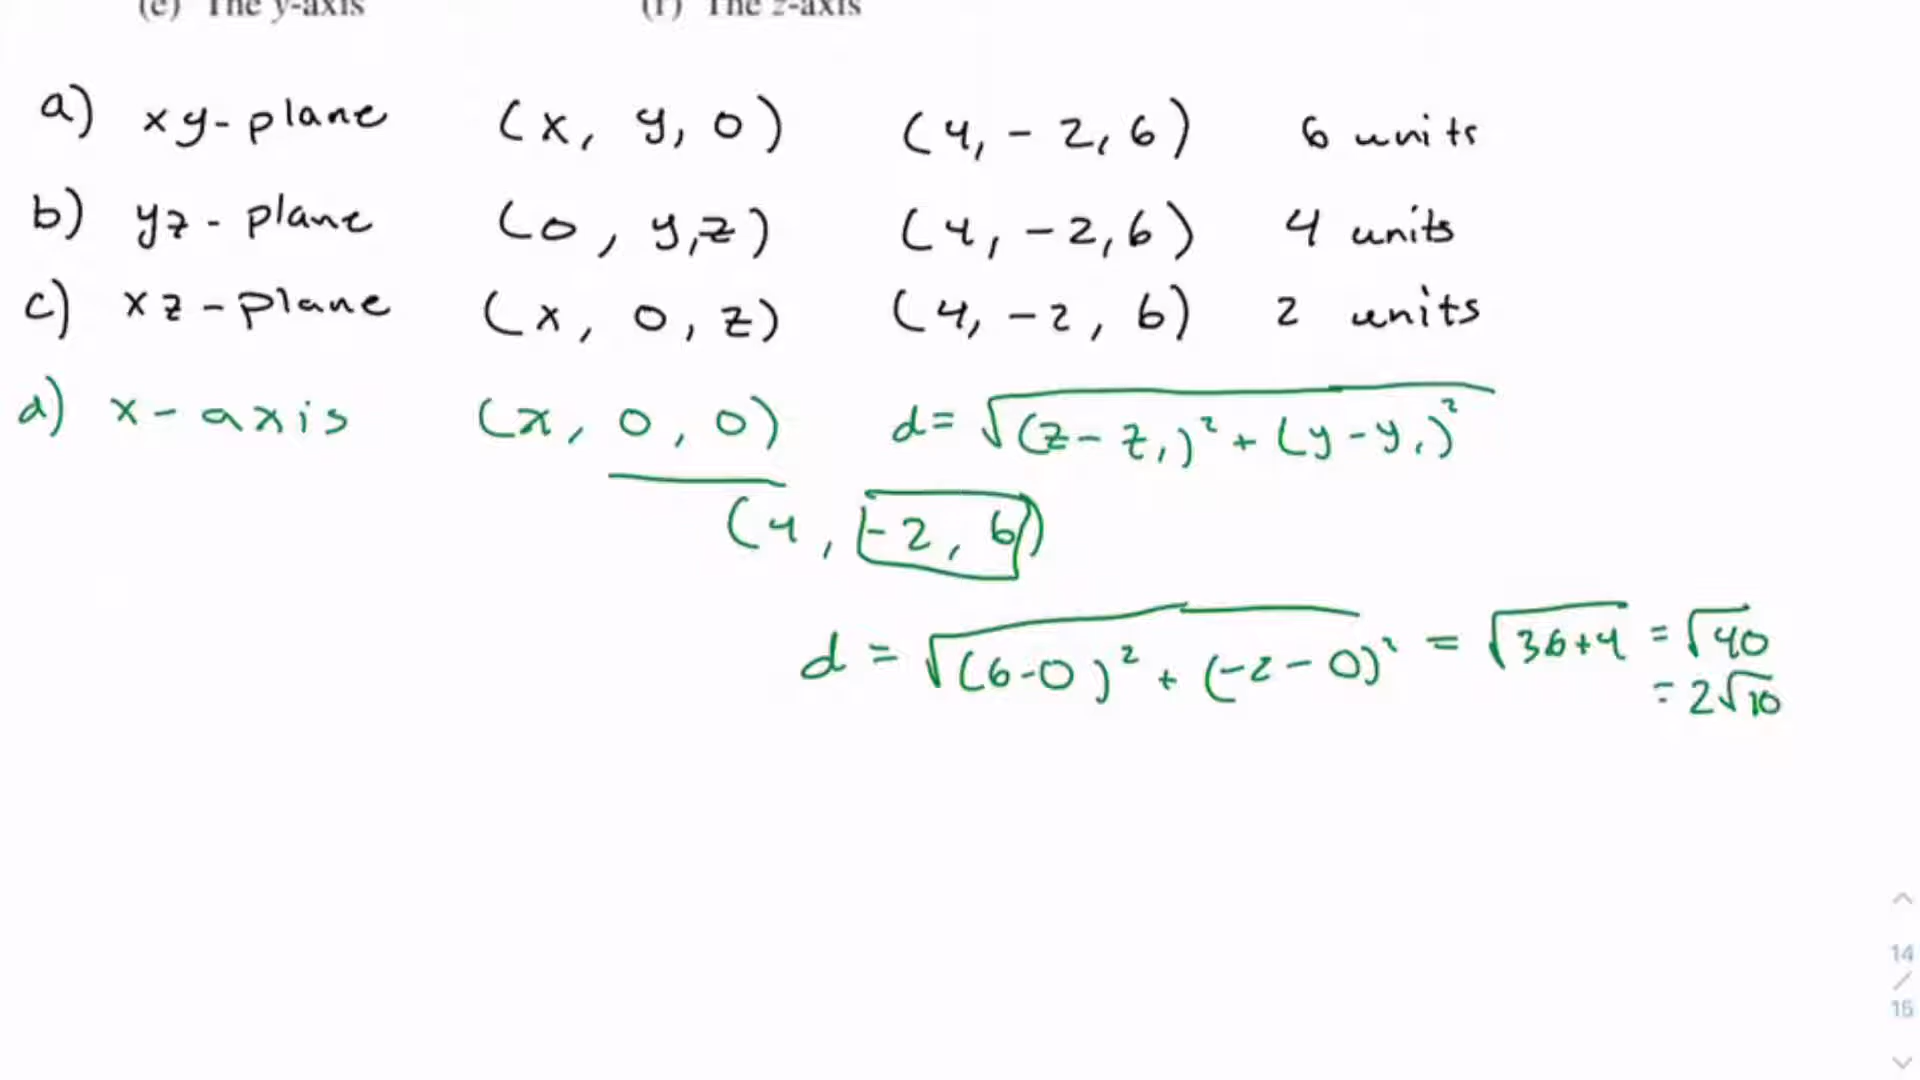 (e) The y-axis (f) The z-axis
a) xy-plane (x, y, 0) (4, -2, 6) 6 units
b) yz-plane (0, y, z) (4, -2, 6) 4 units
c) xz-plane (x, 0, z) (4, -2, 6) 2 units
d) x-axis (x, 0, 0) d = √(z - z₁)² + (y - y₁)²
(4, -2, 6)
d = √(6-0)² + (-2-0)² = √36+4 = √40
= 2√10
14
/
15